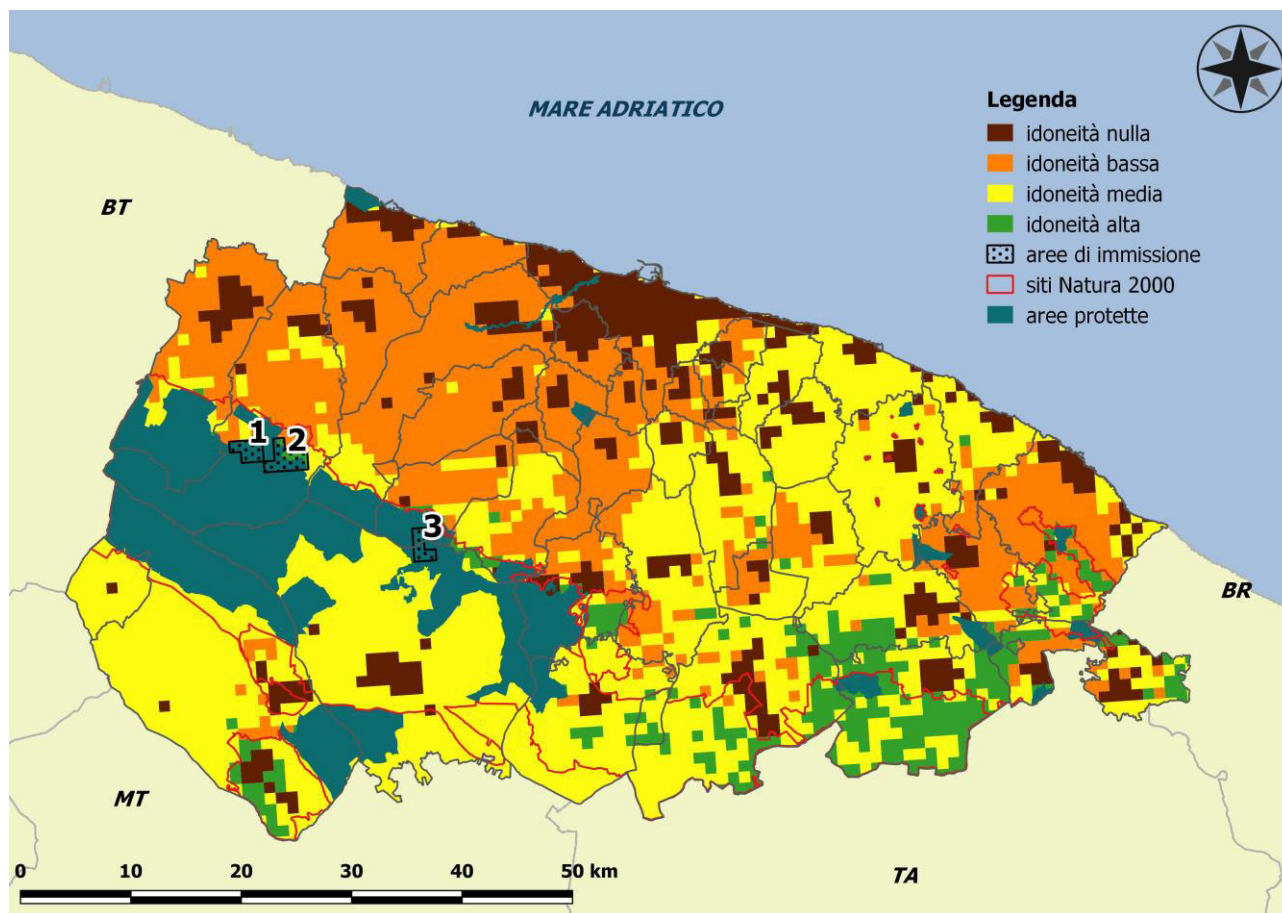 MARE ADRIATICO
Legenda
idoneità nulla
idoneità bassa
idoneità media
idoneità alta
aree di immissione
siti Natura 2000
aree protette
BT
1
2
3
BR
MT
TA
0 10 20 30 40 50 km